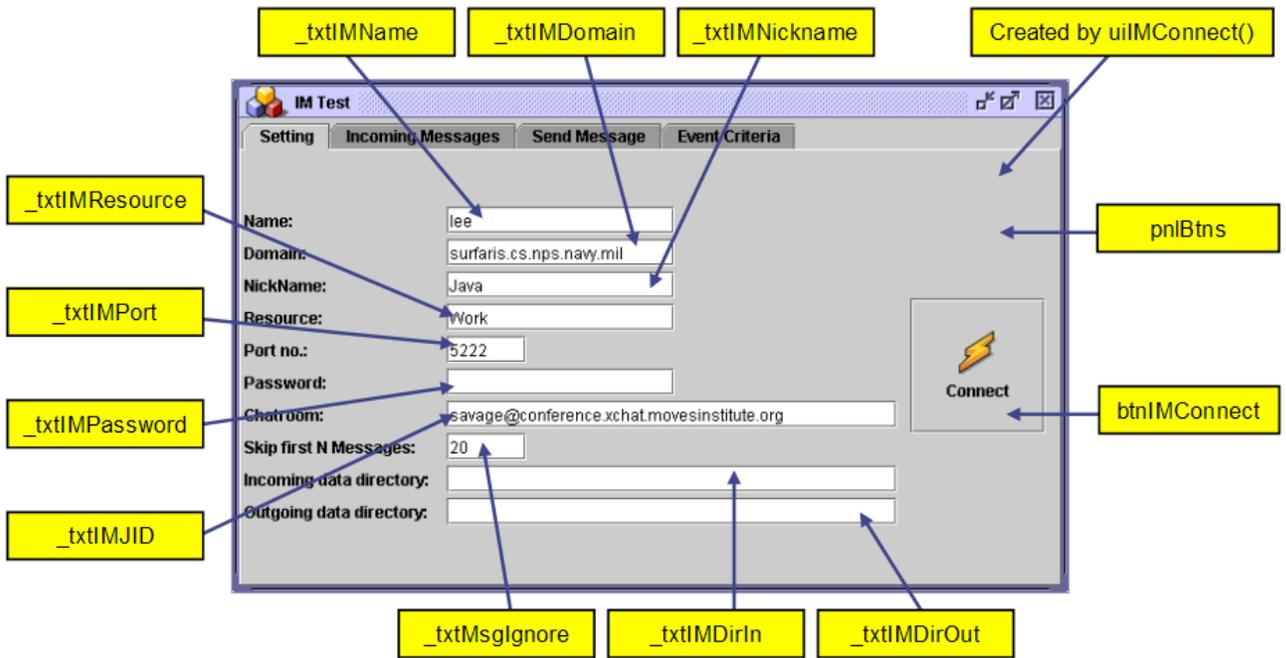 _txtIMName
_txtIMDomain
_txtIMNickname
Created by uiIMConnect()
IM Test
Setting
Incoming Messages
Send Message
Event Criteria
_txtIMResource
Name:
lee
pnlBtns
Domain:
surfaris.cs.nps.navy.mil
NickName:
Java
_txtIMPort
Resource:
Work
Port no.:
5222
Password:
Connect
_txtIMPassword
Chatroom:
savage@conference.xchat.movesinstitute.org
btnIMConnect
Skip first N Messages:
20
Incoming data directory:
Outgoing data directory:
_txtIMJID
_txtMsgIgnore
_txtIMDirIn
_txtIMDirOut